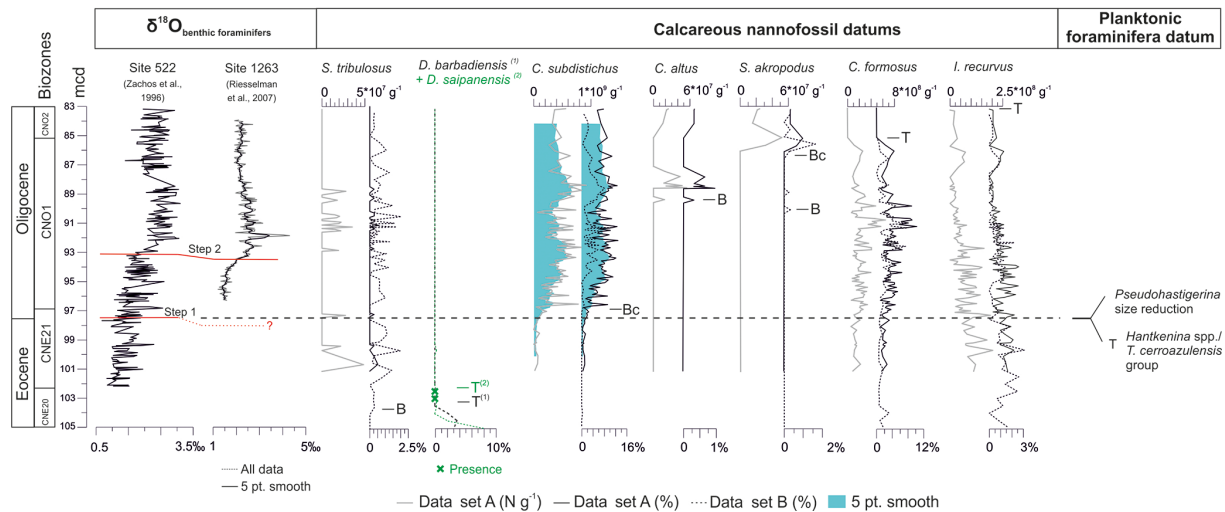 δ18O benthic foraminifers
Calcareous nannofossil datums
Planktonic
foraminifera datum
Biozones
mcd
Site 522
(Zachos et al.,
1996)
Site 1263
(Riesselman
et al., 2007)
S. tribulosus
D. barbadiensis (1)
+ D. saipanensis (2)
C. subdistichus
C. altus
S. akropodus
C. formosus
I. recurvus
0 5*10⁷ g⁻¹
0 1*10⁹ g⁻¹
0 6*10⁷ g⁻¹
0 6*10⁷ g⁻¹
0 8*10⁸ g⁻¹
0 2.5*10⁸ g⁻¹
Oligocene
Eocene
CNO2
CNO1
CNE21
CNE20
83
85
87
89
91
93
95
97
99
101
103
105
Step 2
Step 1
?
B
T(2)
T(1)
Bc
B
Bc
B
T
T
Pseudohastigerina
size reduction
T
Hantkenina spp./
T. cerroazulensis
group
0.5 3.5‰
1 5‰
0 2.5%
0 10%
0 16%
0 1%
0 2%
0 12%
0 3%
All data
5 pt. smooth
Presence
Data set A (N g⁻¹)
Data set A (%)
Data set B (%)
5 pt. smooth